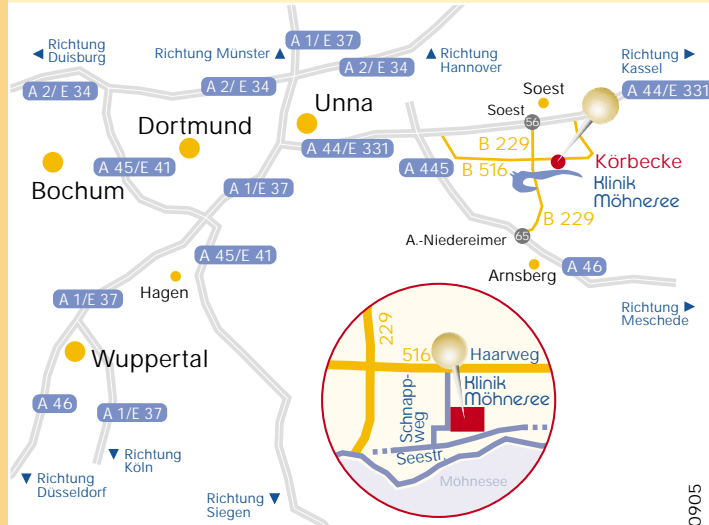 A 1/ E 37
Richtung
Duisburg
Richtung Münster
A 2/ E 34
Richtung
Hannover
Richtung
Kassel
A 2/ E 34
A 2/ E 34
A 44/E 331
Soest
Unna
Soest
56
Dortmund
B 229
A 44/E 331
Körbecke
A 45/E 41
A 445
B 516
Klinik
Möhnesee
Bochum
A 1/E 37
B 229
A.-Niedereimer
65
A 45/E 41
Arnsberg
A 46
Hagen
A 1/E 37
Richtung
Meschede
229
516
Haarweg
Wuppertal
Klinik
Möhnesee
Schnapp-
weg
A 46
A 1/E 37
Seestr.
Richtung
Köln
Richtung
Düsseldorf
Möhnesee
Richtung
Siegen
0905